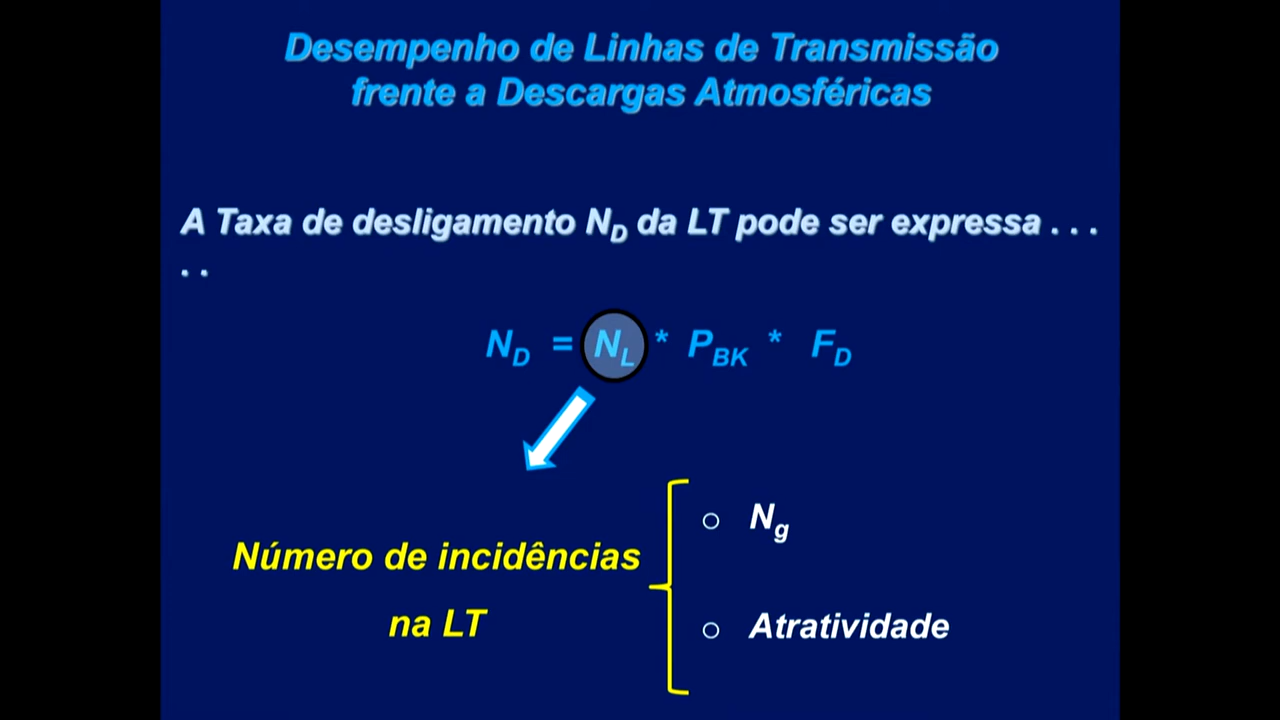 Desempenho de Linhas de Transmissão
frente a Descargas Atmosféricas
A Taxa de desligamento N_D da LT pode ser expressa . . .
. .
N_D = N_L * P_BK * F_D
Número de incidências
na LT
o N_g
o Atratividade